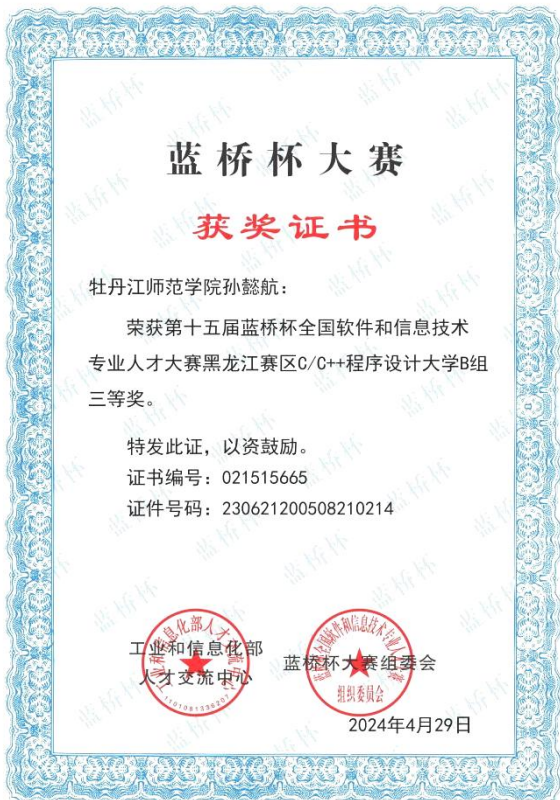 蓝桥杯大赛
获奖证书
牡丹江师范学院孙懿航：
荣获第十五届蓝桥杯全国软件和信息技术
专业人才大赛黑龙江赛区C/C++程序设计大学B组
三等奖。
特发此证，以资鼓励。
证书编号：021515665
证件号码：230621200508210214
工业和信息化部
人才交流中心
蓝桥杯大赛组委会
组织委员会
2024年4月29日